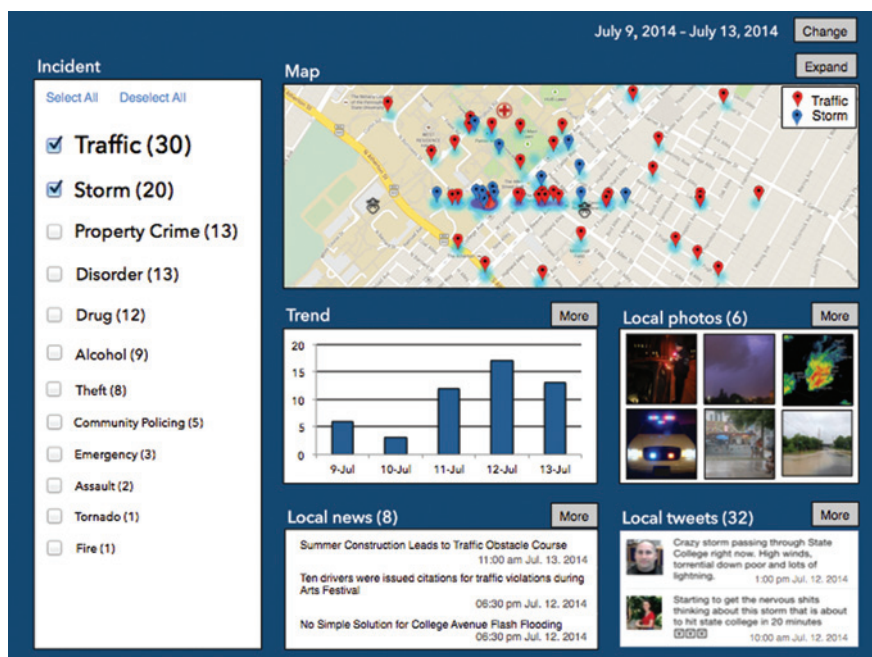 July 9, 2014 – July 13, 2014
Change
Incident
Select All
Deselect All
Traffic (30)
Storm (20)
Property Crime (13)
Disorder (13)
Drug (12)
Alcohol (9)
Theft (8)
Community Policing (5)
Emergency (3)
Assault (2)
Tornado (1)
Fire (1)
Map
Expand
Traffic
Storm
Trend
More
20
15
10
5
0
9-Jul
10-Jul
11-Jul
12-Jul
13-Jul
Local photos (6)
More
Local news (8)
More
Summer Construction Leads to Traffic Obstacle Course
11:00 am Jul. 13. 2014
Ten drivers were issued citations for traffic violations during
Arts Festival
06:30 pm Jul. 12. 2014
No Simple Solution for College Avenue Flash Flooding
06:30 pm Jul. 12. 2014
Local tweets (32)
More
Crazy storm passing through State
College right now. High winds,
torrential down poor and lots of
lightning.
1:00 pm Jul. 12. 2014
Starting to get the nervous shits
thinking about this storm that is about
to hit state college in 20 minutes
10:00 am Jul. 12. 2014